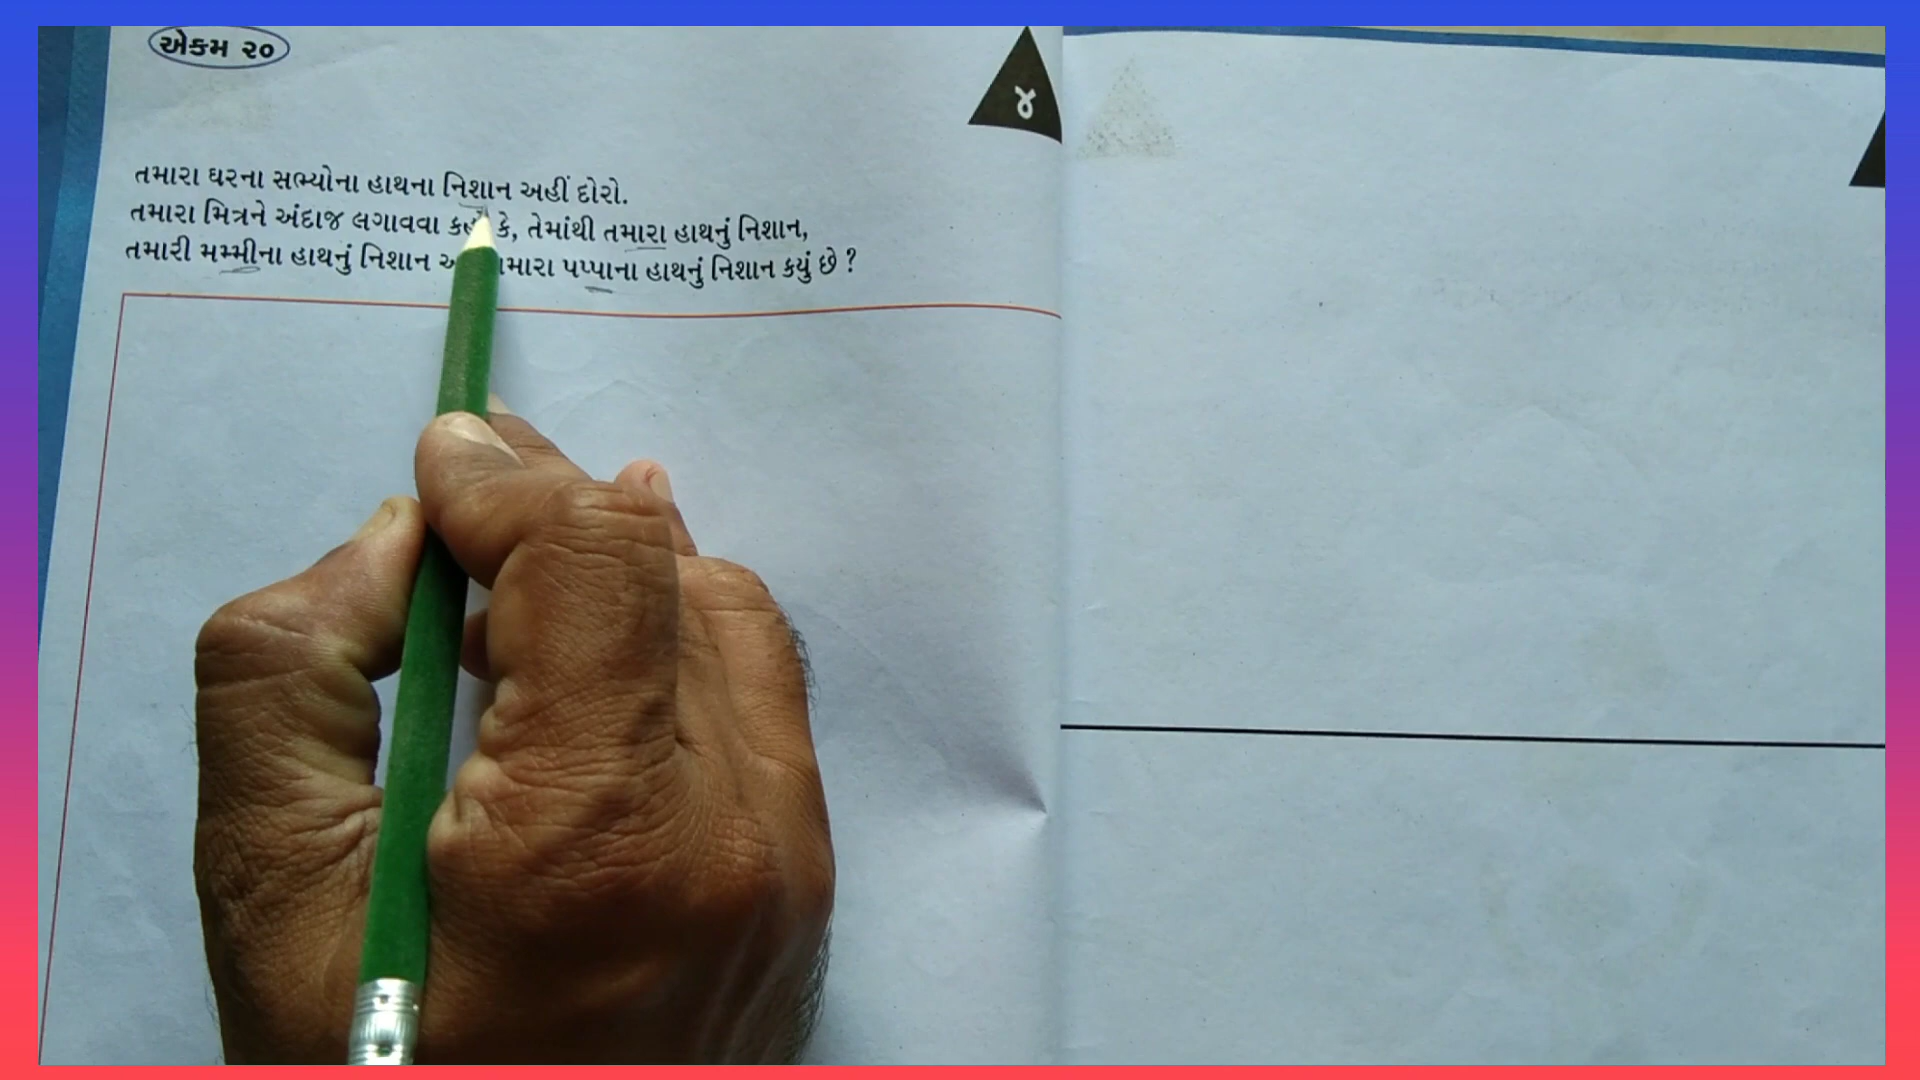 એકમ ૨૦
૪
તમારા ઘરના સભ્યોના હાથના નિશાન અહીં દોરો.
તમારા મિત્રને અંદાજ લગાવવા કે, તેમાંથી તમારા હાથનું નિશાન,
તમારી મમ્મીના હાથનું નિશાન પપ્પાના હાથનું નિશાન કયું છે ?